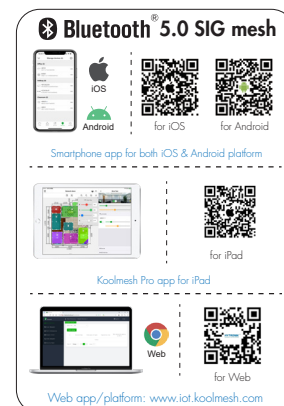 Bluetooth® 5.0 SIG mesh
iOS
Android
for iOS
for Android
Smartphone app for both iOS & Android platform
for iPad
Koolmesh Pro app for iPad
Web
for Web
Web app/platform: www.iot.koolmesh.com